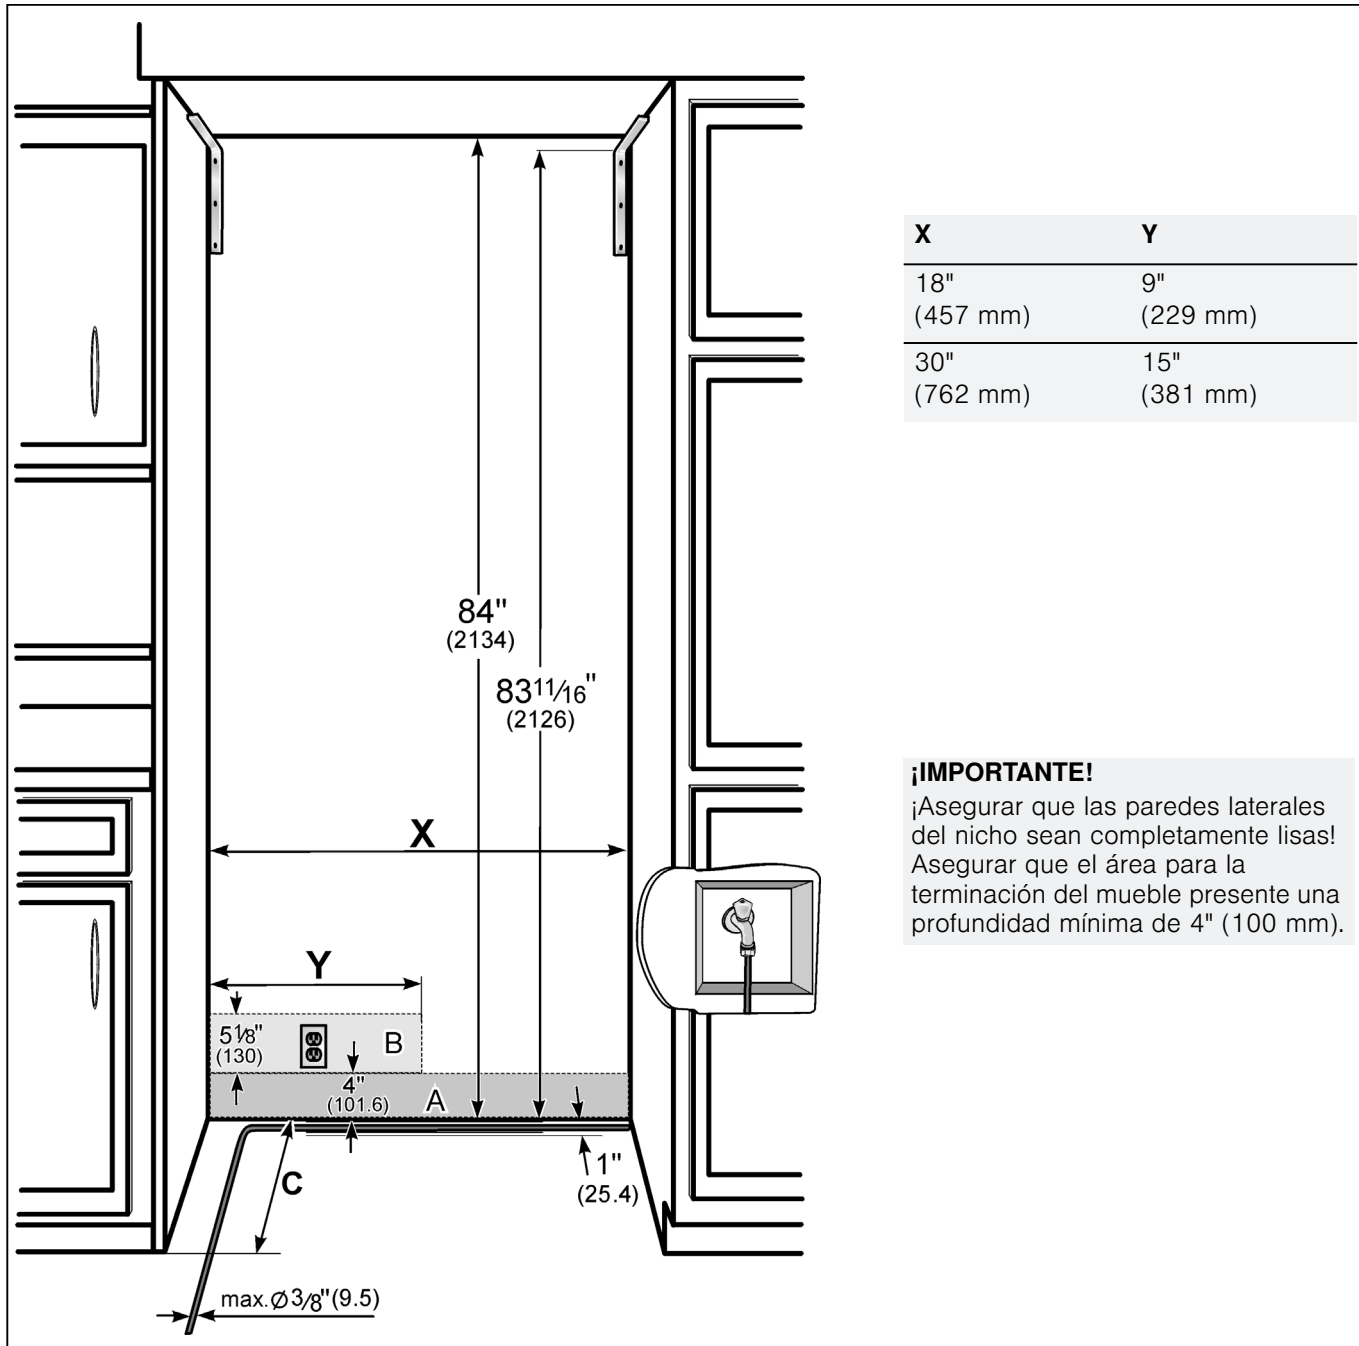 X Y
18" 9"
(457 mm) (229 mm)
30" 15"
(762 mm) (381 mm)
84"
(2134)
83 11/16"
(2126)
¡IMPORTANTE!
¡Asegurar que las paredes laterales
del nicho sean completamente lisas!
Asegurar que el área para la
terminación del mueble presente una
profundidad mínima de 4" (100 mm).
X
Y
5 1/8"
(130)
B
4"
(101.6)
A
C
1"
(25.4)
max. Ø 3/8" (9.5)